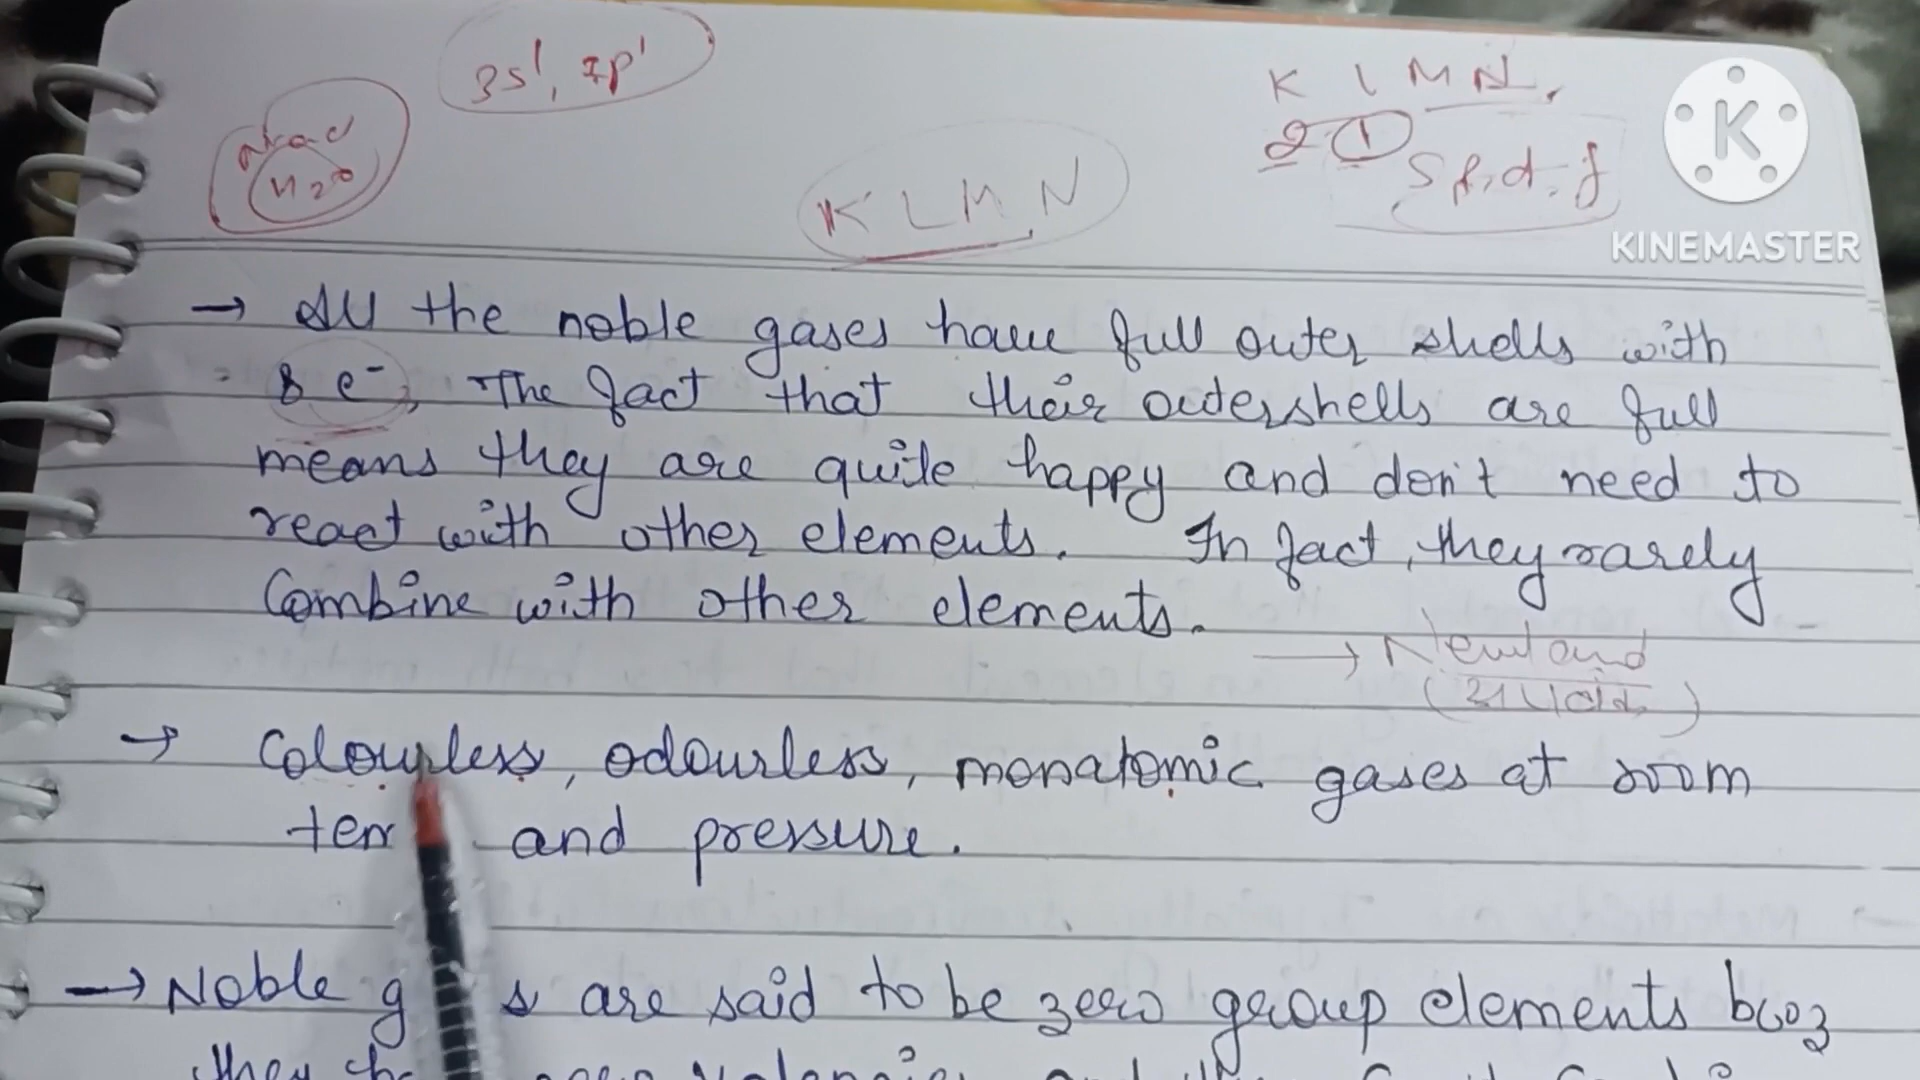 3s¹, 3p¹
K L M N
2 1
s p, d, f
H₂O
K L M N
KINEMASTER
→ All the noble gases have full outer shells with
8 e⁻, The fact that their outershells are full
means they are quite happy and don't need to
react with other elements. In fact, they rarely
Combine with other elements.
→ Newland
→ Colourless, odourless, monatomic gases at room
tem and pressure.
→ Noble g s are said to be zero group elements bcoz
they